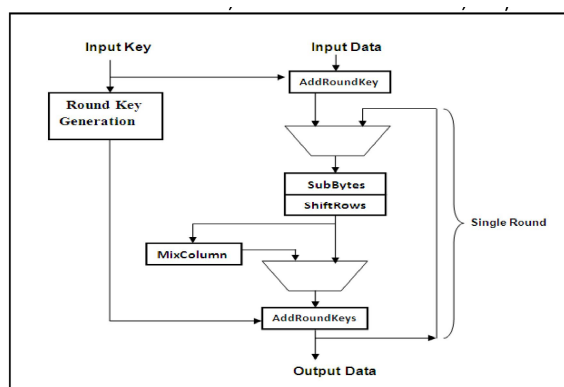 Input Key
Input Data
AddRoundKey
Round Key
Generation
SubBytes
ShiftRows
Single Round
MixColumn
AddRoundKeys
Output Data